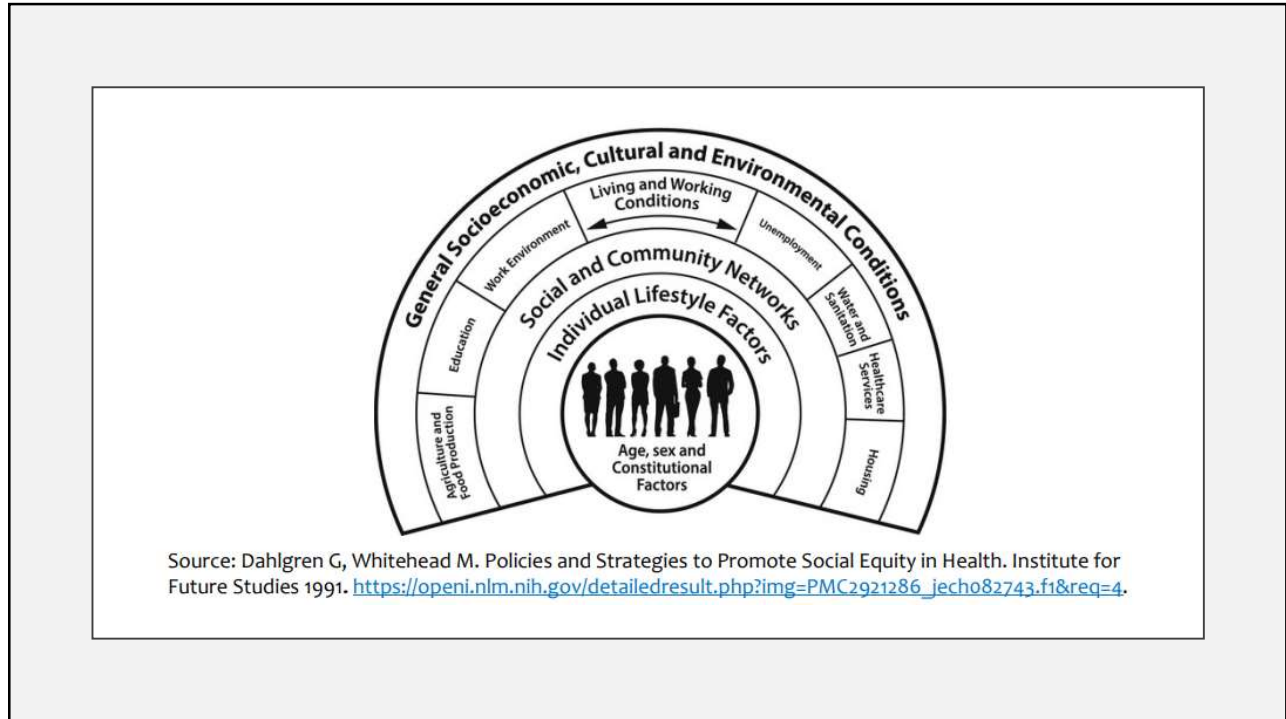 General Socioeconomic, Cultural and Environmental Conditions
Living and Working
Conditions
Agriculture and
Food Production
Education
Work Environment
Unemployment
Water and
Sanitation
Healthcare
Services
Housing
Social and Community Networks
Individual Lifestyle Factors
Age, sex and
Constitutional
Factors
Source: Dahlgren G, Whitehead M. Policies and Strategies to Promote Social Equity in Health. Institute for
Future Studies 1991. https://openi.nlm.nih.gov/detailedresult.php?img=PMC2921286_jech082743.f1&req=4.